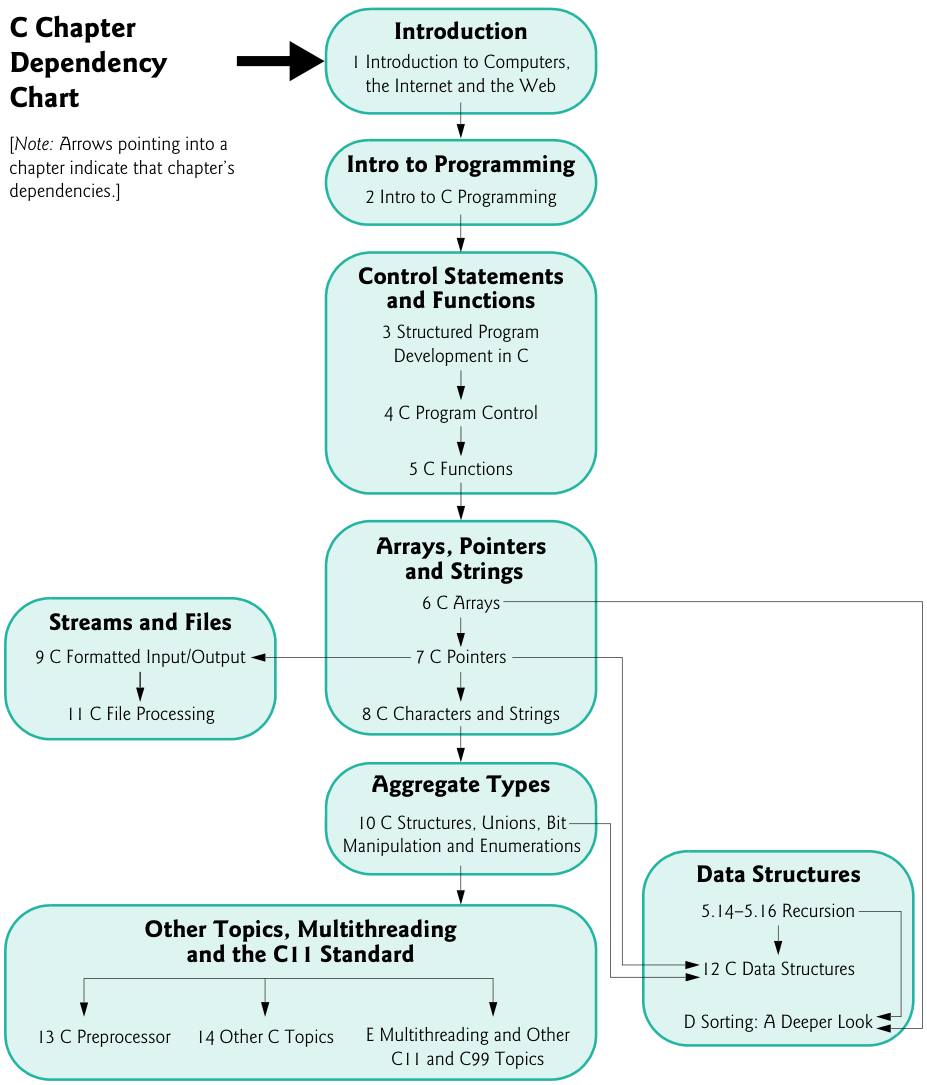 C Chapter
Dependency
Chart
[Note: Arrows pointing into a
chapter indicate that chapter's
dependencies.]
Introduction
1 Introduction to Computers,
the Internet and the Web
Intro to Programming
2 Intro to C Programming
Control Statements
and Functions
3 Structured Program
Development in C
4 C Program Control
5 C Functions
Arrays, Pointers
and Strings
6 C Arrays
7 C Pointers
8 C Characters and Strings
Streams and Files
9 C Formatted Input/Output
11 C File Processing
Aggregate Types
10 C Structures, Unions, Bit
Manipulation and Enumerations
Data Structures
5.14–5.16 Recursion
12 C Data Structures
D Sorting: A Deeper Look
Other Topics, Multithreading
and the C11 Standard
13 C Preprocessor
14 Other C Topics
E Multithreading and Other
C11 and C99 Topics